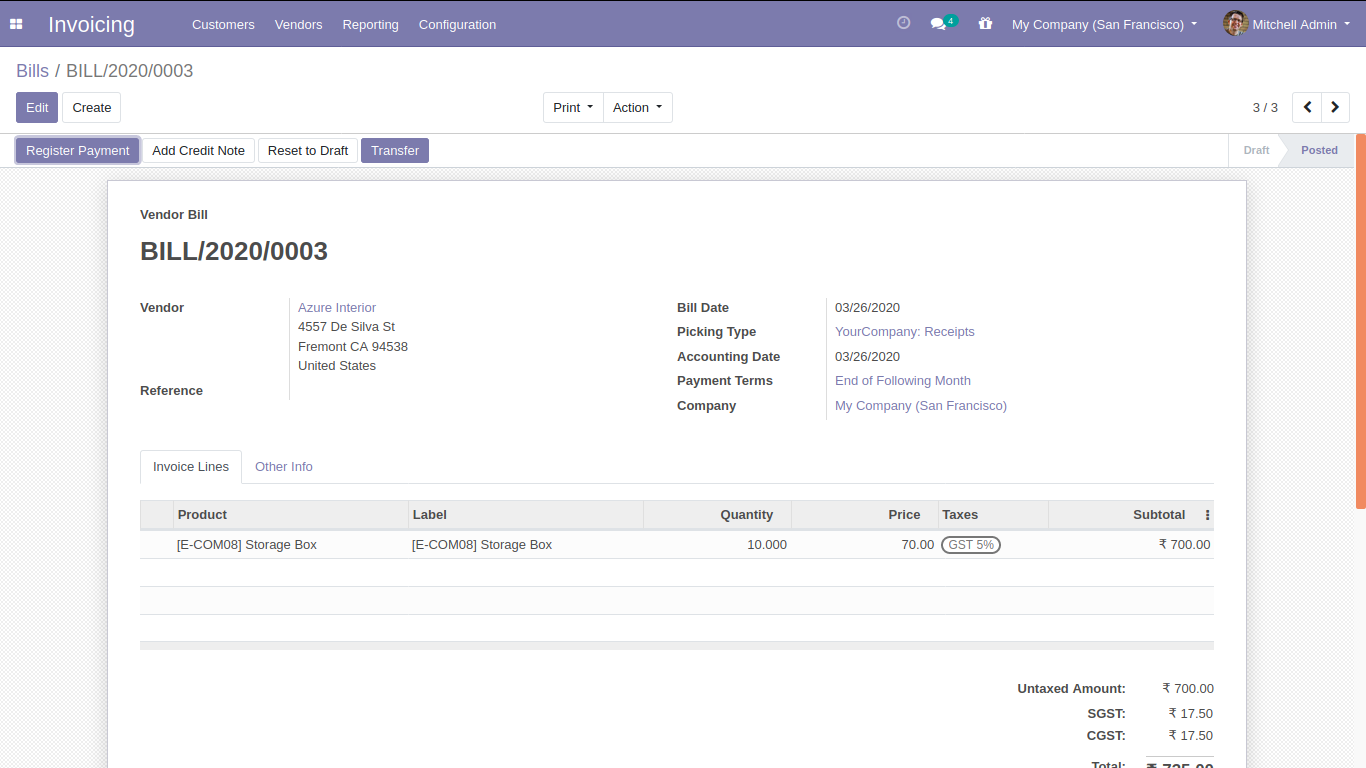 Invoicing Customers Vendors Reporting Configuration 4 My Company (San Francisco) Mitchell Admin
Bills / BILL/2020/0003
Edit Create Print Action 3 / 3
Register Payment Add Credit Note Reset to Draft Transfer Draft Posted
Vendor Bill
BILL/2020/0003
Vendor Azure Interior
4557 De Silva St
Fremont CA 94538
United States
Reference
Bill Date 03/26/2020
Picking Type YourCompany: Receipts
Accounting Date 03/26/2020
Payment Terms End of Following Month
Company My Company (San Francisco)
Invoice Lines Other Info
Product Label Quantity Price Taxes Subtotal
[E-COM08] Storage Box [E-COM08] Storage Box 10.000 70.00 GST 5% ₹ 700.00
Untaxed Amount: ₹ 700.00
SGST: ₹ 17.50
CGST: ₹ 17.50
Total: ₹ 735.00